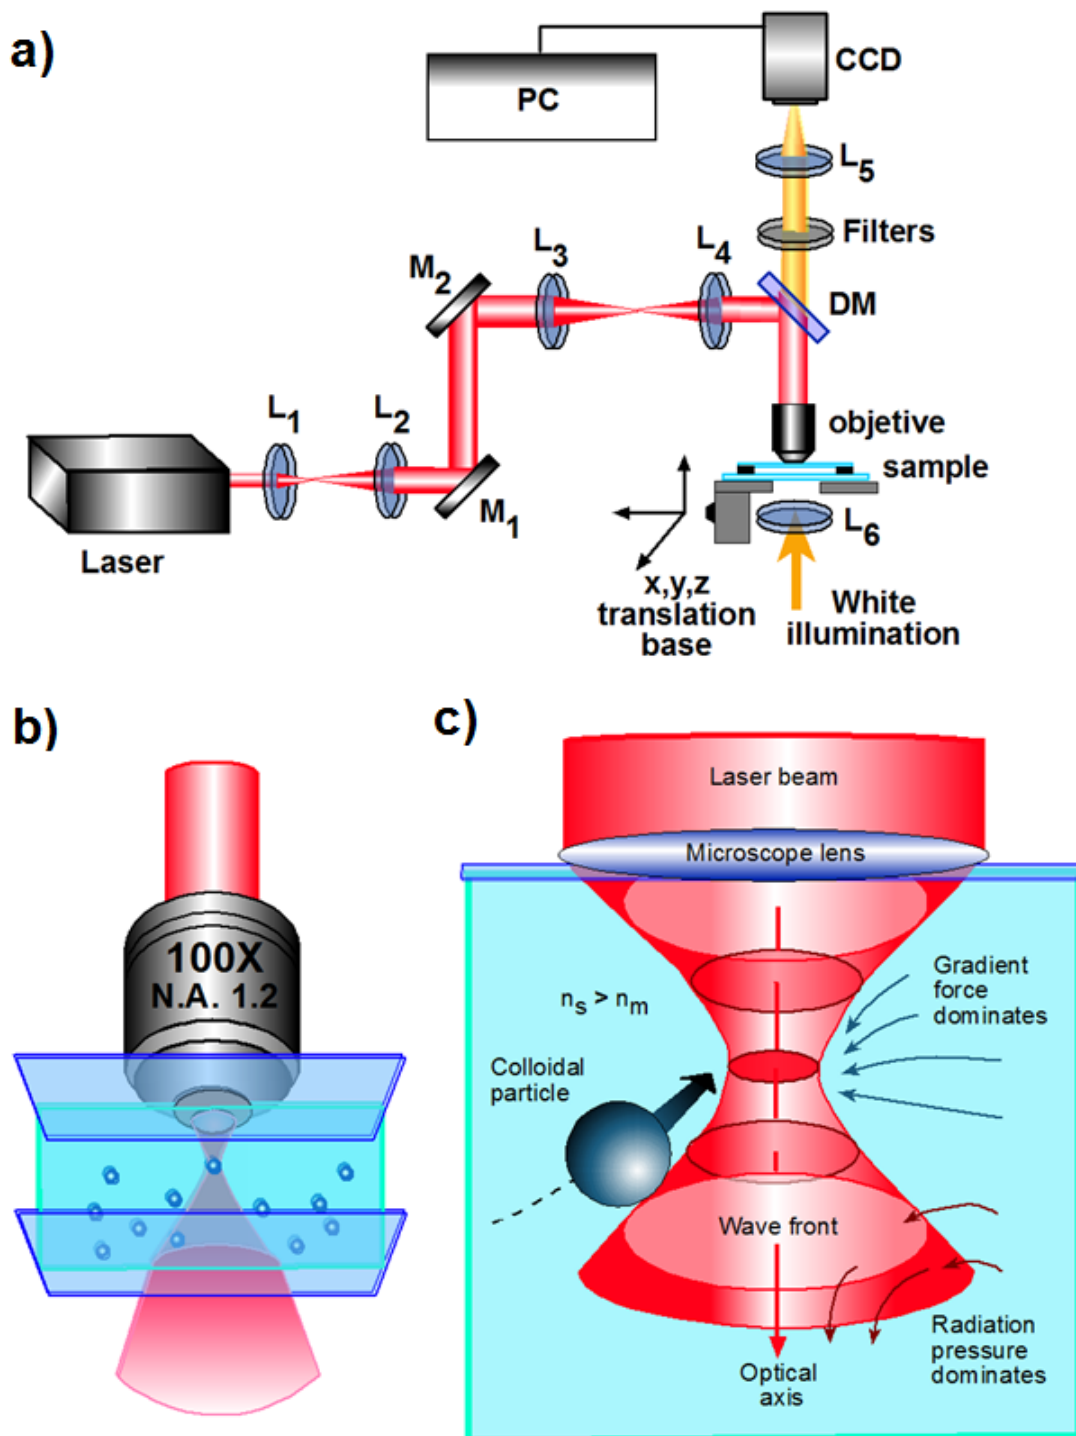 a)
CCD
PC
L5
Filters
L3
L4
M2
DM
L1
L2
objetive
sample
M1
L6
Laser
x,y,z
translation
base
White
illumination
b)
100X
N.A. 1.2
c)
Laser beam
Microscope lens
Gradient
force
dominates
ns > nm
Colloidal
particle
Wave front
Radiation
pressure
dominates
Optical
axis